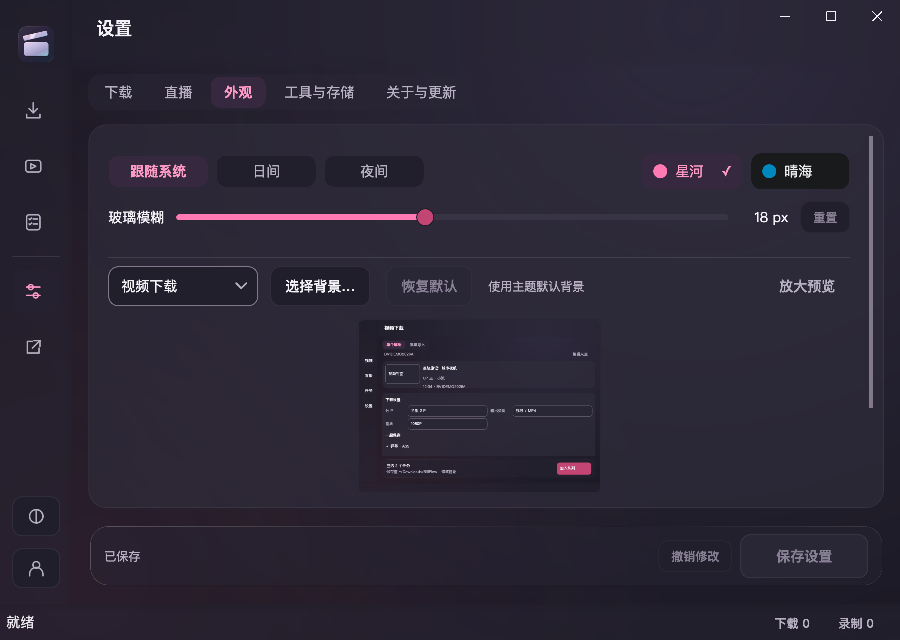 设置
下载 直播 外观 工具与存储 关于与更新
跟随系统 日间 夜间 星河 ✓ 晴海
玻璃模糊 18 px 重置
视频下载 选择背景... 恢复默认 使用主题默认背景 放大预览
视频下载
已保存 撤销修改 保存设置
就绪 下载 0 录制 0